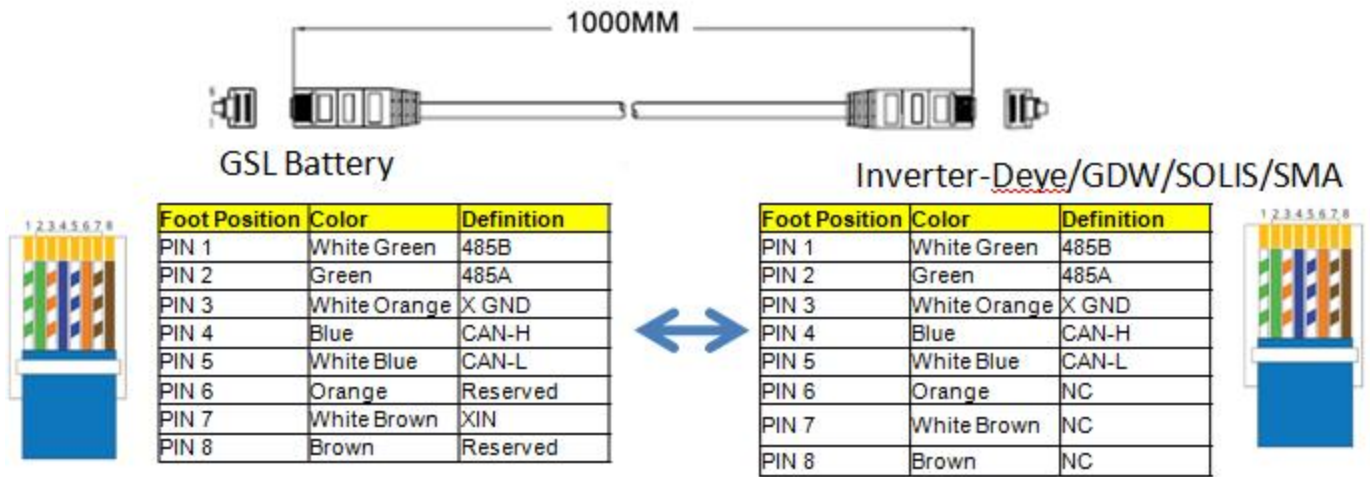 1000MM
GSL Battery
Inverter-Deye/GDW/SOLIS/SMA
1 2 3 4 5 6 7 8
Foot Position Color Definition
PIN 1 White Green 485B
PIN 2 Green 485A
PIN 3 White Orange X GND
PIN 4 Blue CAN-H
PIN 5 White Blue CAN-L
PIN 6 Orange Reserved
PIN 7 White Brown XIN
PIN 8 Brown Reserved
Foot Position Color Definition
PIN 1 White Green 485B
PIN 2 Green 485A
PIN 3 White Orange X GND
PIN 4 Blue CAN-H
PIN 5 White Blue CAN-L
PIN 6 Orange NC
PIN 7 White Brown NC
PIN 8 Brown NC
1 2 3 4 5 6 7 8